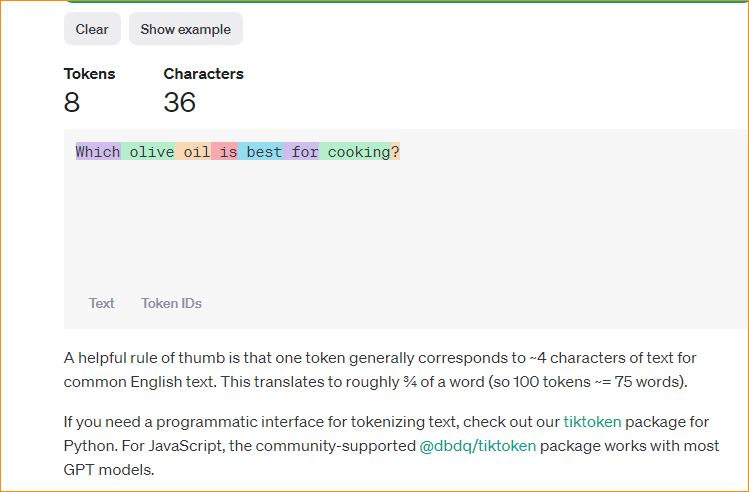 Clear Show example
Tokens Characters
8 36
Which olive oil is best for cooking?
Text Token IDs
A helpful rule of thumb is that one token generally corresponds to ~4 characters of text for
common English text. This translates to roughly ¾ of a word (so 100 tokens ~= 75 words).
If you need a programmatic interface for tokenizing text, check out our tiktoken package for
Python. For JavaScript, the community-supported @dbdq/tiktoken package works with most
GPT models.